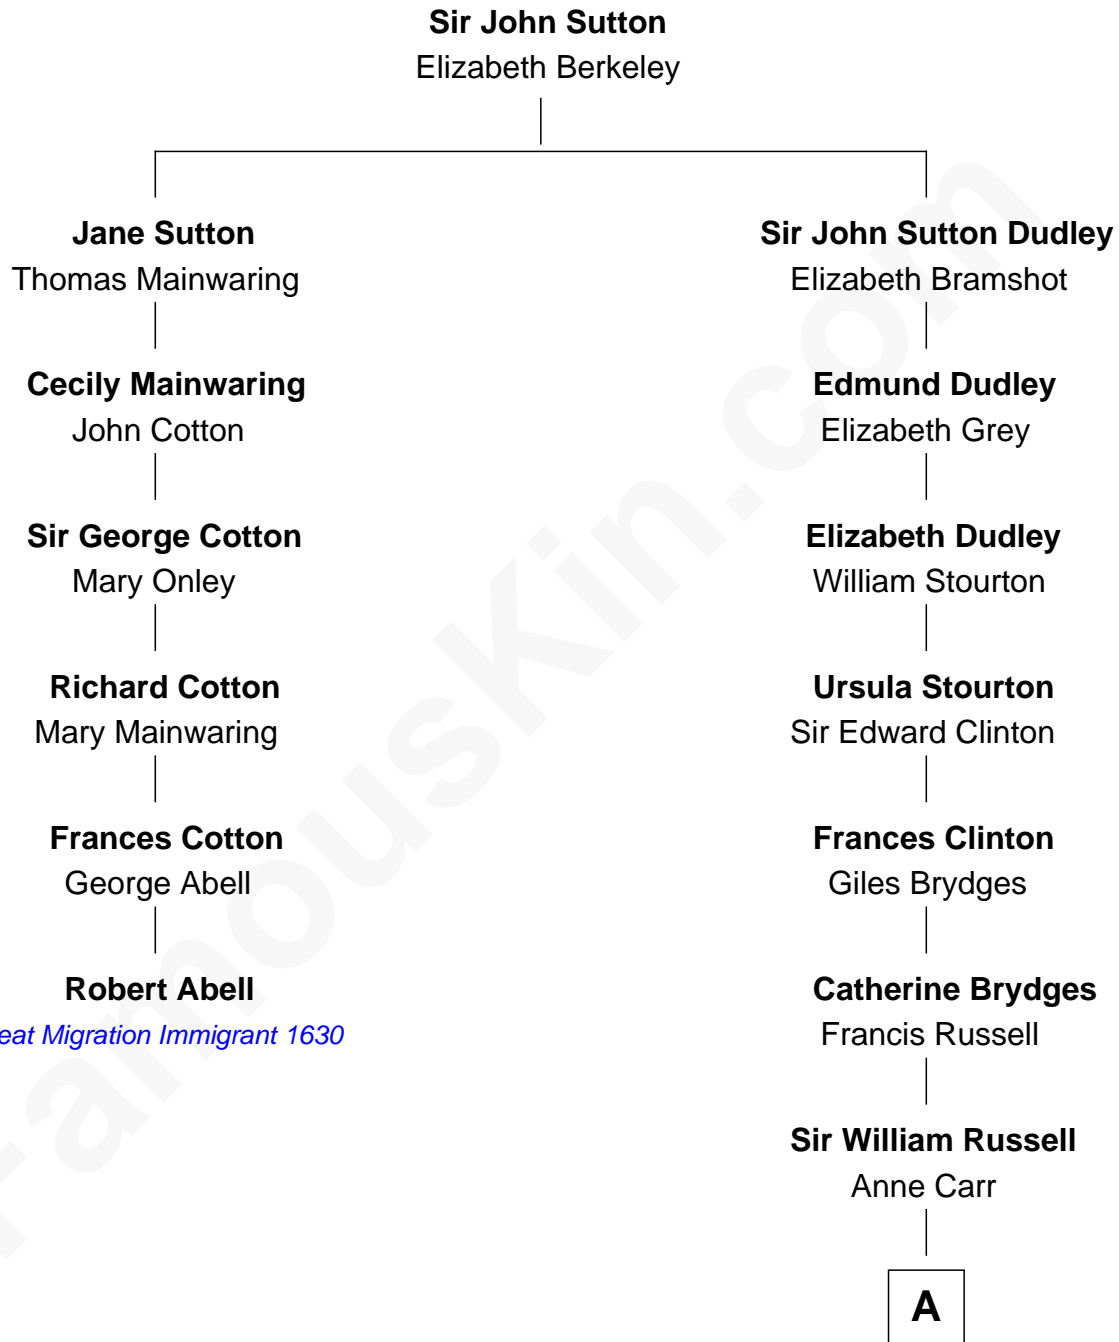 Sir John Sutton
Elizabeth Berkeley
Jane Sutton
Thomas Mainwaring
Cecily Mainwaring
John Cotton
Sir George Cotton
Mary Onley
Richard Cotton
Mary Mainwaring
Frances Cotton
George Abell
Robert Abell
eat Migration Immigrant 1630
Sir John Sutton Dudley
Elizabeth Bramshot
Edmund Dudley
Elizabeth Grey
Elizabeth Dudley
William Stourton
Ursula Stourton
Sir Edward Clinton
Frances Clinton
Giles Brydges
Catherine Brydges
Francis Russell
Sir William Russell
Anne Carr
A
FamousKin.com